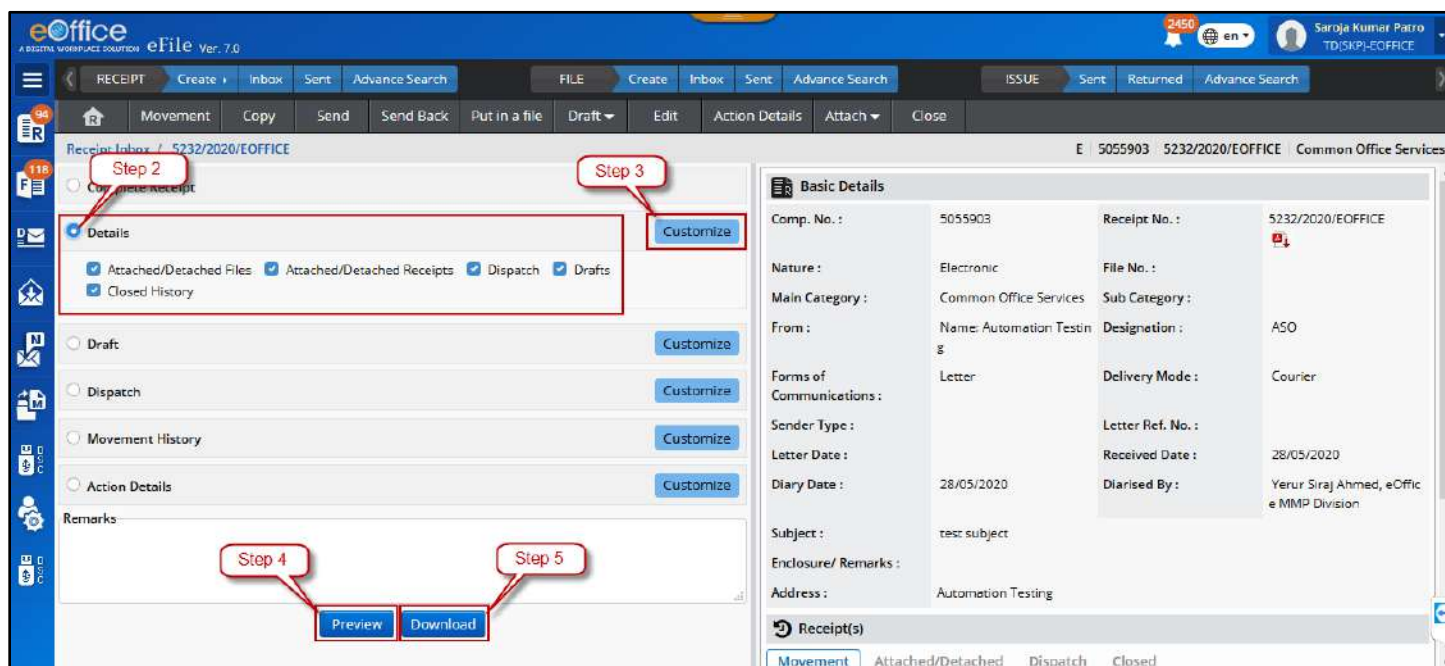 eOffice
A DIGITAL WORKPLACE SOLUTION eFile Ver. 7.0
2450
en
Saroja Kumar Patro
TD(SKP)-EOFFICE
RECEIPT Create Inbox Sent Advance Search FILE Create Inbox Sent Advance Search ISSUE Sent Returned Advance Search
94
R
Movement Copy Send Send Back Put in a file Draft Edit Action Details Attach Close
Receipt Inbox / 5232/2020/EOFFICE
E 5055903 5232/2020/EOFFICE Common Office Services
118
F
Step 2
Step 3
Complete Receipt
Details Customize
Attached/Detached Files Attached/Detached Receipts Dispatch Drafts
Closed History
Draft Customize
Dispatch Customize
Movement History Customize
Action Details Customize
Remarks
Step 4
Step 5
Preview Download
D
N
M
DSC
DSC
Basic Details
Comp. No. : 5055903 Receipt No. : 5232/2020/EOFFICE
Nature : Electronic File No. :
Main Category : Common Office Services Sub Category :
From : Name: Automation Testin Designation : ASO
g
Forms of Letter Delivery Mode : Courier
Communications :
Sender Type : Letter Ref. No. :
Letter Date : Received Date : 28/05/2020
Diary Date : 28/05/2020 Diarised By : Yerur Siraj Ahmed, eOffic
e MMP Division
Subject : test subject
Enclosure/ Remarks :
Address : Automation Testing
Receipt(s)
Movement Attached/Detached Dispatch Closed